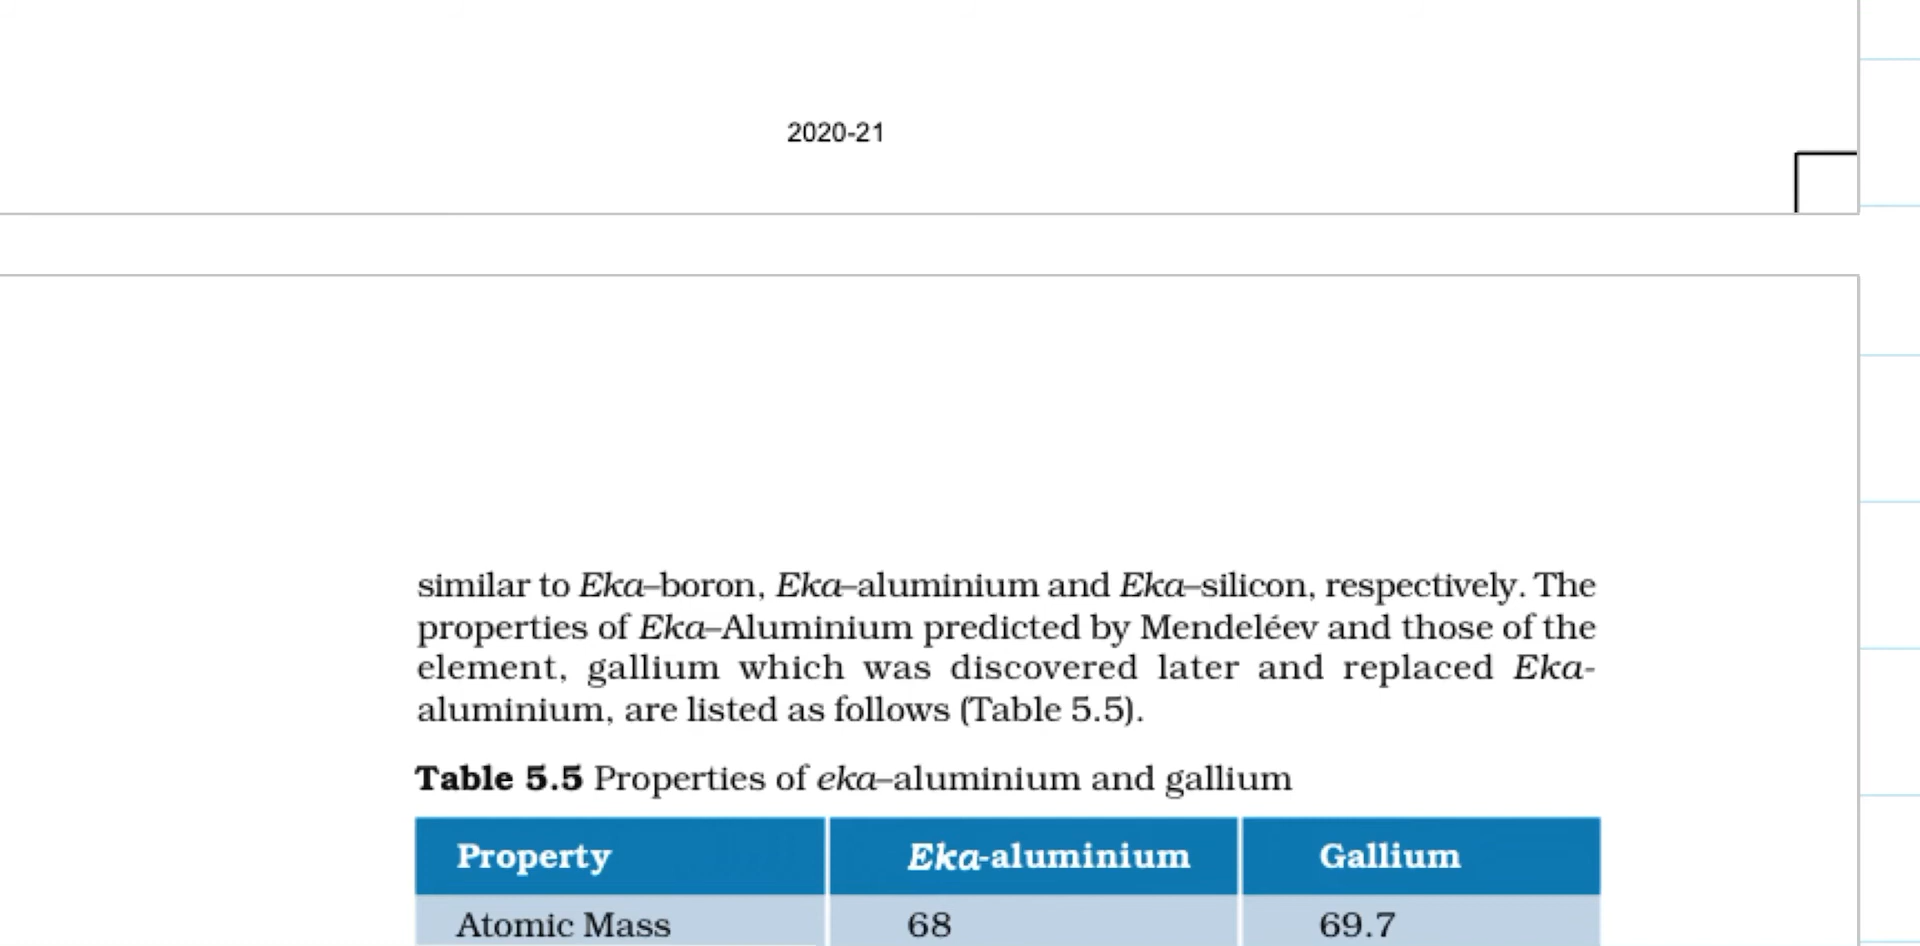 2020-21
similar to Eka–boron, Eka–aluminium and Eka–silicon, respectively. The
properties of Eka–Aluminium predicted by Mendeléev and those of the
element, gallium which was discovered later and replaced Eka-
aluminium, are listed as follows (Table 5.5).
Table 5.5 Properties of eka–aluminium and gallium
Property Eka-aluminium Gallium
Atomic Mass 68 69.7